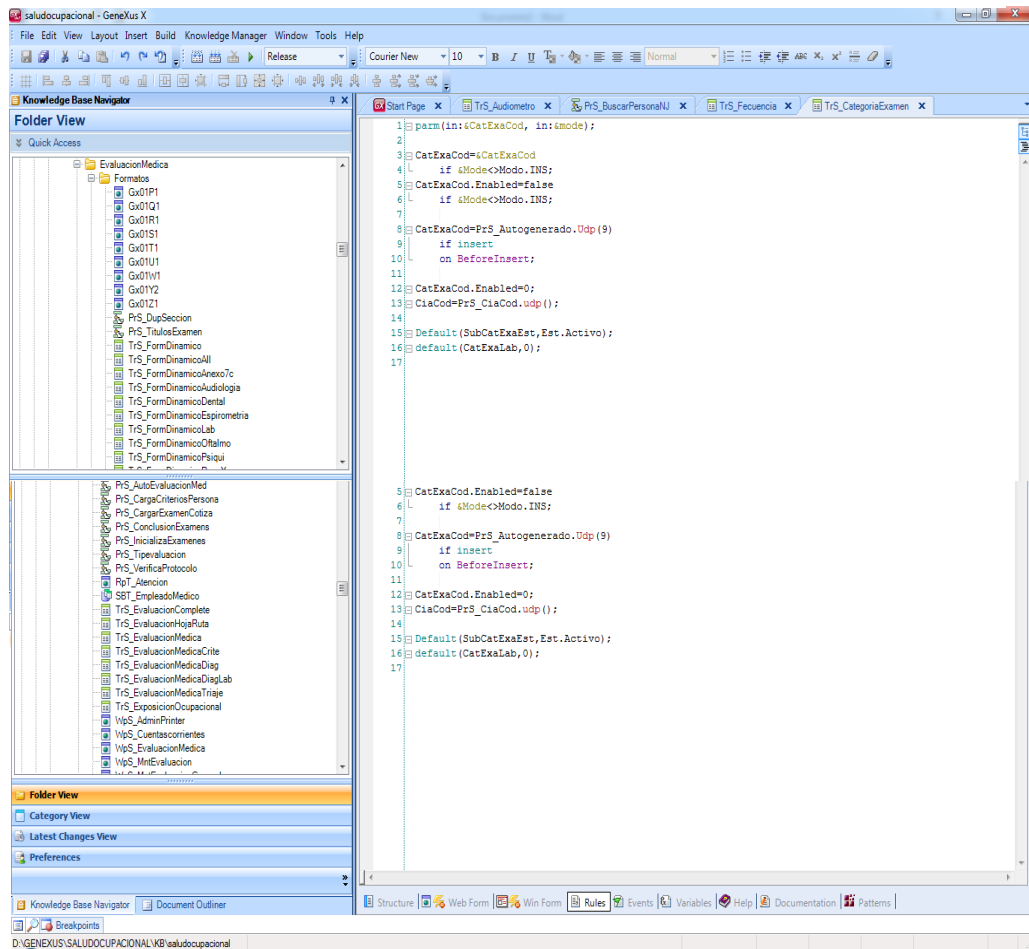 saludocupacional - GeneXus X
File Edit View Layout Insert Build Knowledge Manager Window Tools Help
Release
Courier New 10 B I U Normal ABC
Knowledge Base Navigator
Start Page X TrS_Audiometro X PrS_BuscarPersonaNJ X TrS_Fecuencia X TrS_CategoriaExamen X
Folder View
Quick Access
EvaluacionMedica
Formatos
Gx01P1
Gx01Q1
Gx01R1
Gx01S1
Gx01T1
Gx01U1
Gx01W1
Gx01Y2
Gx01Z1
PrS_DupSeccion
PrS_TitulosExamen
TrS_FormDinamico
TrS_FormDinamicoAll
TrS_FormDinamicoAnexo7c
TrS_FormDinamicoAudiologia
TrS_FormDinamicoDental
TrS_FormDinamicoEspirometria
TrS_FormDinamicoLab
TrS_FormDinamicoOftalmo
TrS_FormDinamicoPsiqui
PrS_AutoEvaluacionMed
PrS_CargaCriteriosPersona
PrS_CargarExamenCotiza
PrS_ConclusionExamens
PrS_InicializaExamenes
PrS_Tipevaluacion
PrS_VerificaProtocolo
RpT_Atencion
SBT_EmpleadoMedico
TrS_EvaluacionComplete
TrS_EvaluacionHojaRuta
TrS_EvaluacionMedica
TrS_EvaluacionMedicaCrite
TrS_EvaluacionMedicaDiag
TrS_EvaluacionMedicaDiagLab
TrS_EvaluacionMedicaTriaje
TrS_ExposicionOcupacional
WpS_AdminPrinter
WpS_Cuentascorrientes
WpS_EvaluacionMedica
WpS_MntEvaluacion
Folder View
Category View
Latest Changes View
Preferences
Knowledge Base Navigator Document Outliner
1 parm(in:&CatExaCod, in:&mode);
2
3 CatExaCod=&CatExaCod
4 if &Mode<>Modo.INS;
5 CatExaCod.Enabled=false
6 if &Mode<>Modo.INS;
7
8 CatExaCod=PrS_Autogenerado.Udp(9)
9 if insert
10 on BeforeInsert;
11
12 CatExaCod.Enabled=0;
13 CiaCod=PrS_CiaCod.udp();
14
15 Default(SubCatExaEst,Est.Activo);
16 default(CatExaLab,0);
17
5 CatExaCod.Enabled=false
6 if &Mode<>Modo.INS;
7
8 CatExaCod=PrS_Autogenerado.Udp(9)
9 if insert
10 on BeforeInsert;
11
12 CatExaCod.Enabled=0;
13 CiaCod=PrS_CiaCod.udp();
14
15 Default(SubCatExaEst,Est.Activo);
16 default(CatExaLab,0);
17
Structure Web Form Win Form Rules Events Variables Help Documentation Patterns
Breakpoints
D:\GENEXUS\SALUDOCUPACIONAL\KB\saludocupacional